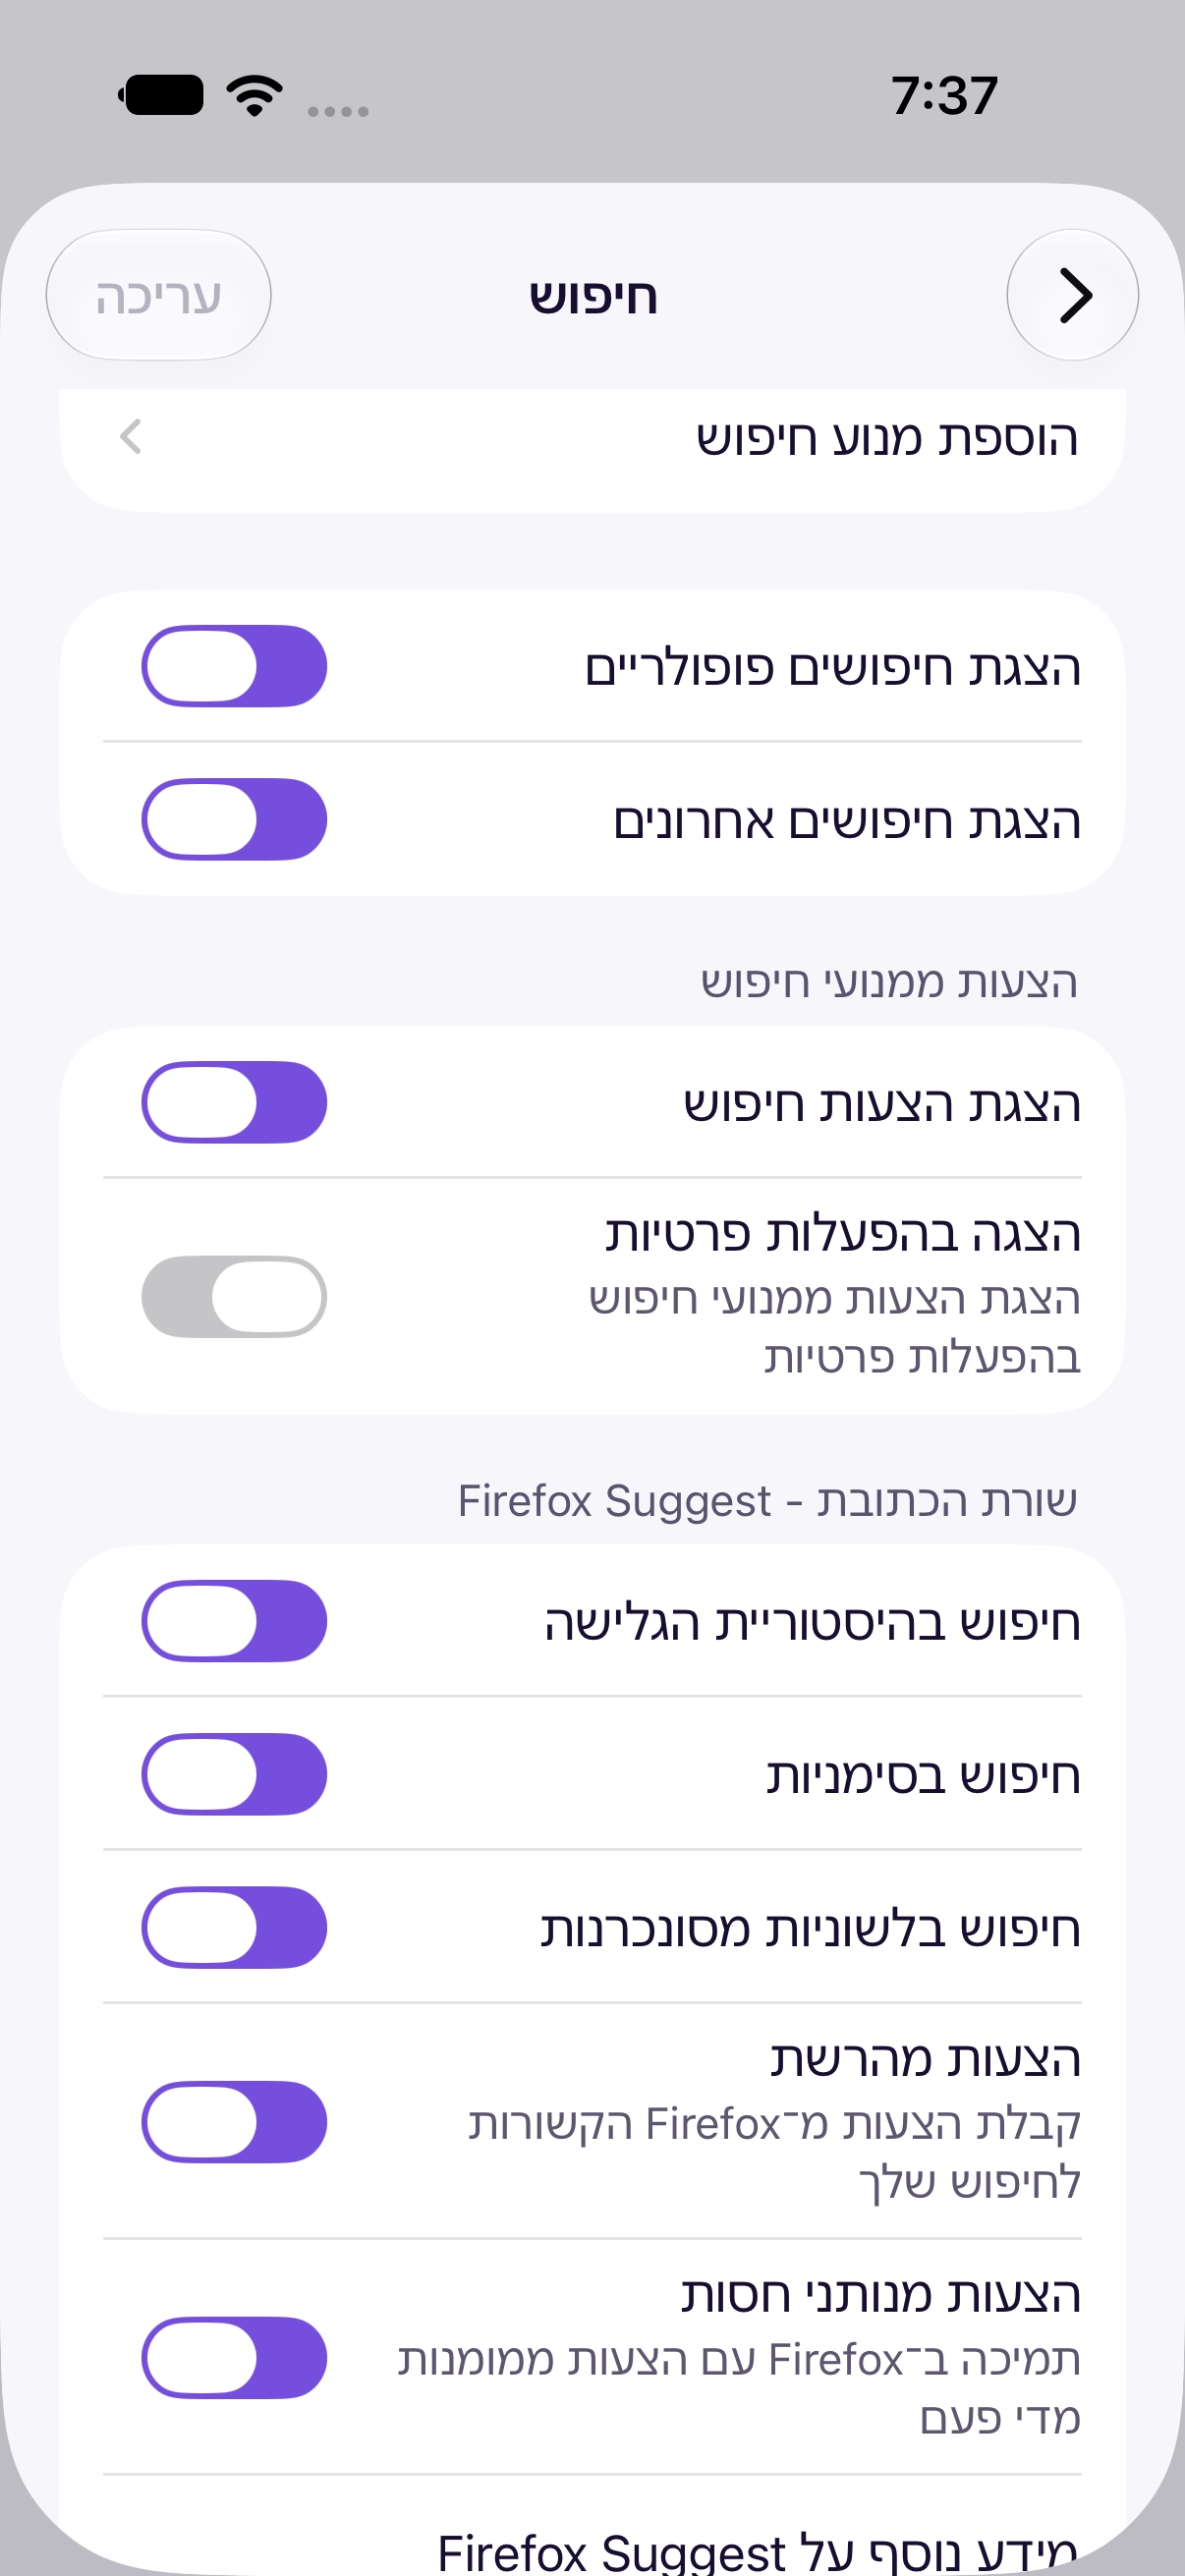 7:37
חיפוש
עריכה
הוספת מנוע חיפוש
הצגת חיפושים פופולריים
הצגת חיפושים אחרונים
הצעות ממנועי חיפוש
הצגת הצעות חיפוש
הצגה בהפעלות פרטיות
הצגת הצעות ממנועי חיפוש
בהפעלות פרטיות
שורת הכתובת - Firefox Suggest
חיפוש בהיסטוריית הגלישה
חיפוש בסימניות
חיפוש בלשוניות מסונכרנות
הצעות מהרשת
קבלת הצעות מ־Firefox הקשורות
לחיפוש שלך
הצעות מנותני חסות
תמיכה ב־Firefox עם הצעות ממומנות
מדי פעם
מידע נוסף על Firefox Suggest